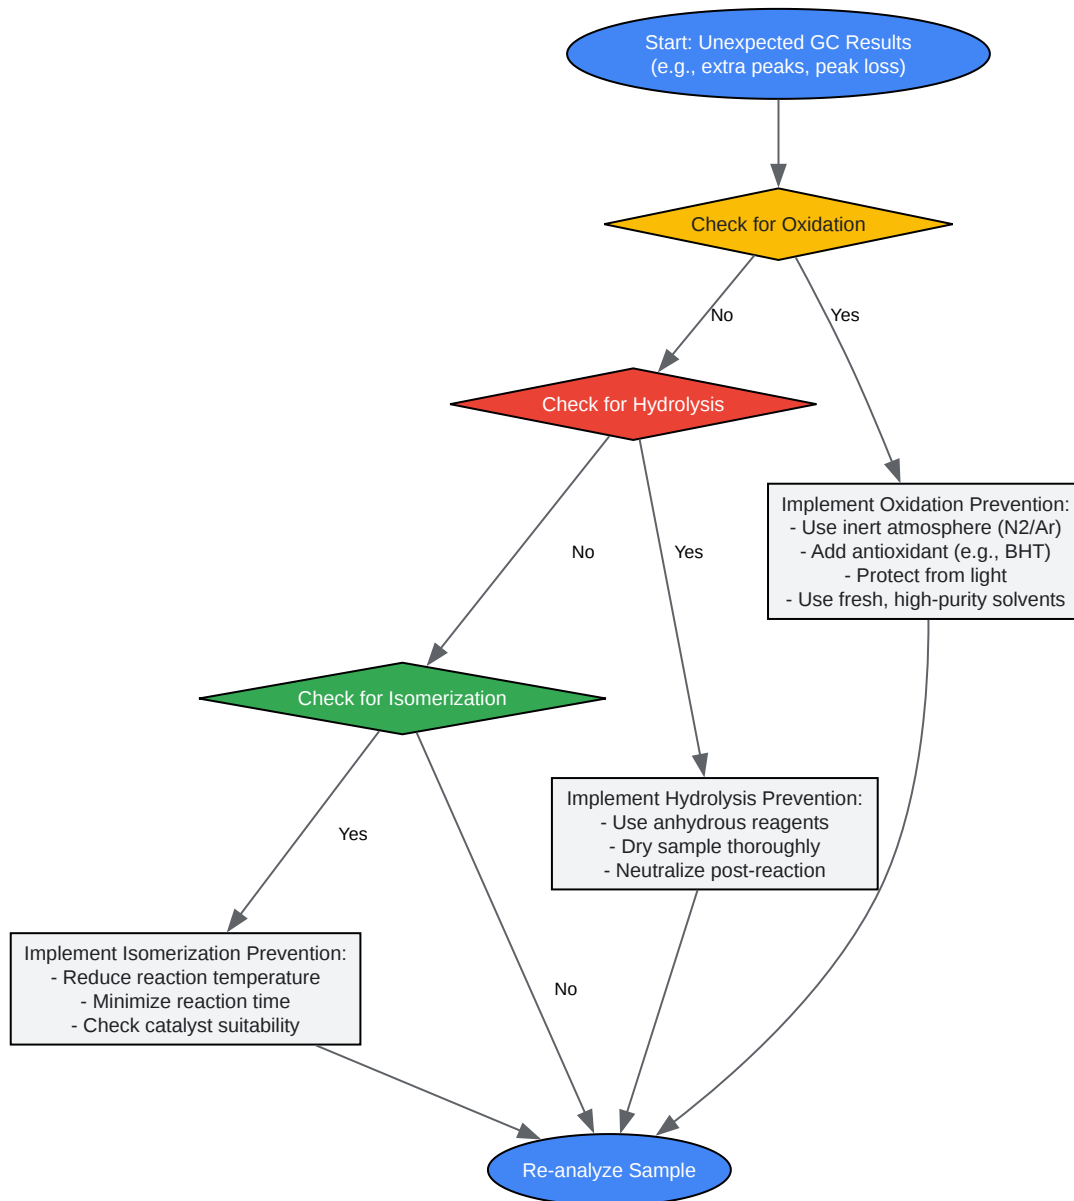 Start: Unexpected GC Results
(e.g., extra peaks, peak loss)
Check for Oxidation
No
Yes
Check for Hydrolysis
Implement Oxidation Prevention:
- Use inert atmosphere (N2/Ar)
- Add antioxidant (e.g., BHT)
- Protect from light
- Use fresh, high-purity solvents
No
Yes
Check for Isomerization
Implement Hydrolysis Prevention:
- Use anhydrous reagents
- Dry sample thoroughly
- Neutralize post-reaction
Yes
No
Implement Isomerization Prevention:
- Reduce reaction temperature
- Minimize reaction time
- Check catalyst suitability
Re-analyze Sample